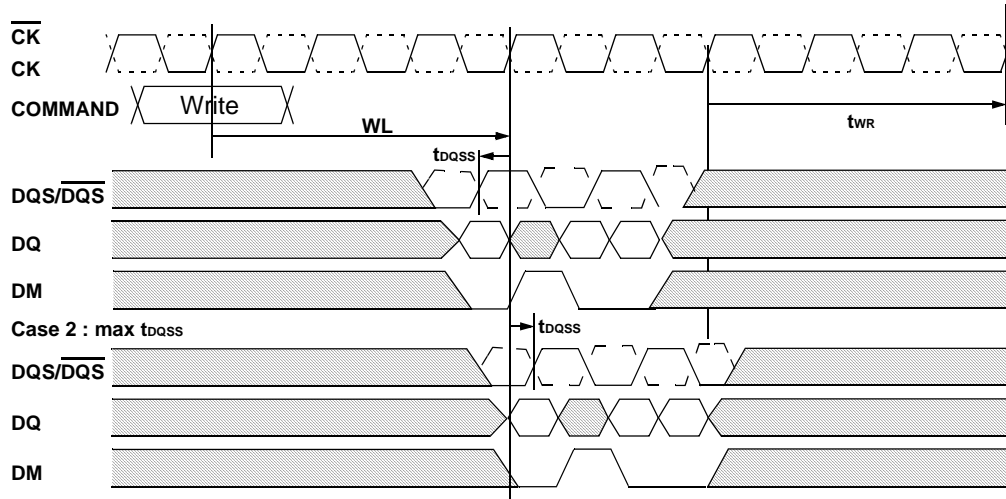 CK
CK
COMMAND Write
WL
tWR
tDQSS
DQS/DQS
DQ
DM
Case 2 : max tDQSS
tDQSS
DQS/DQS
DQ
DM